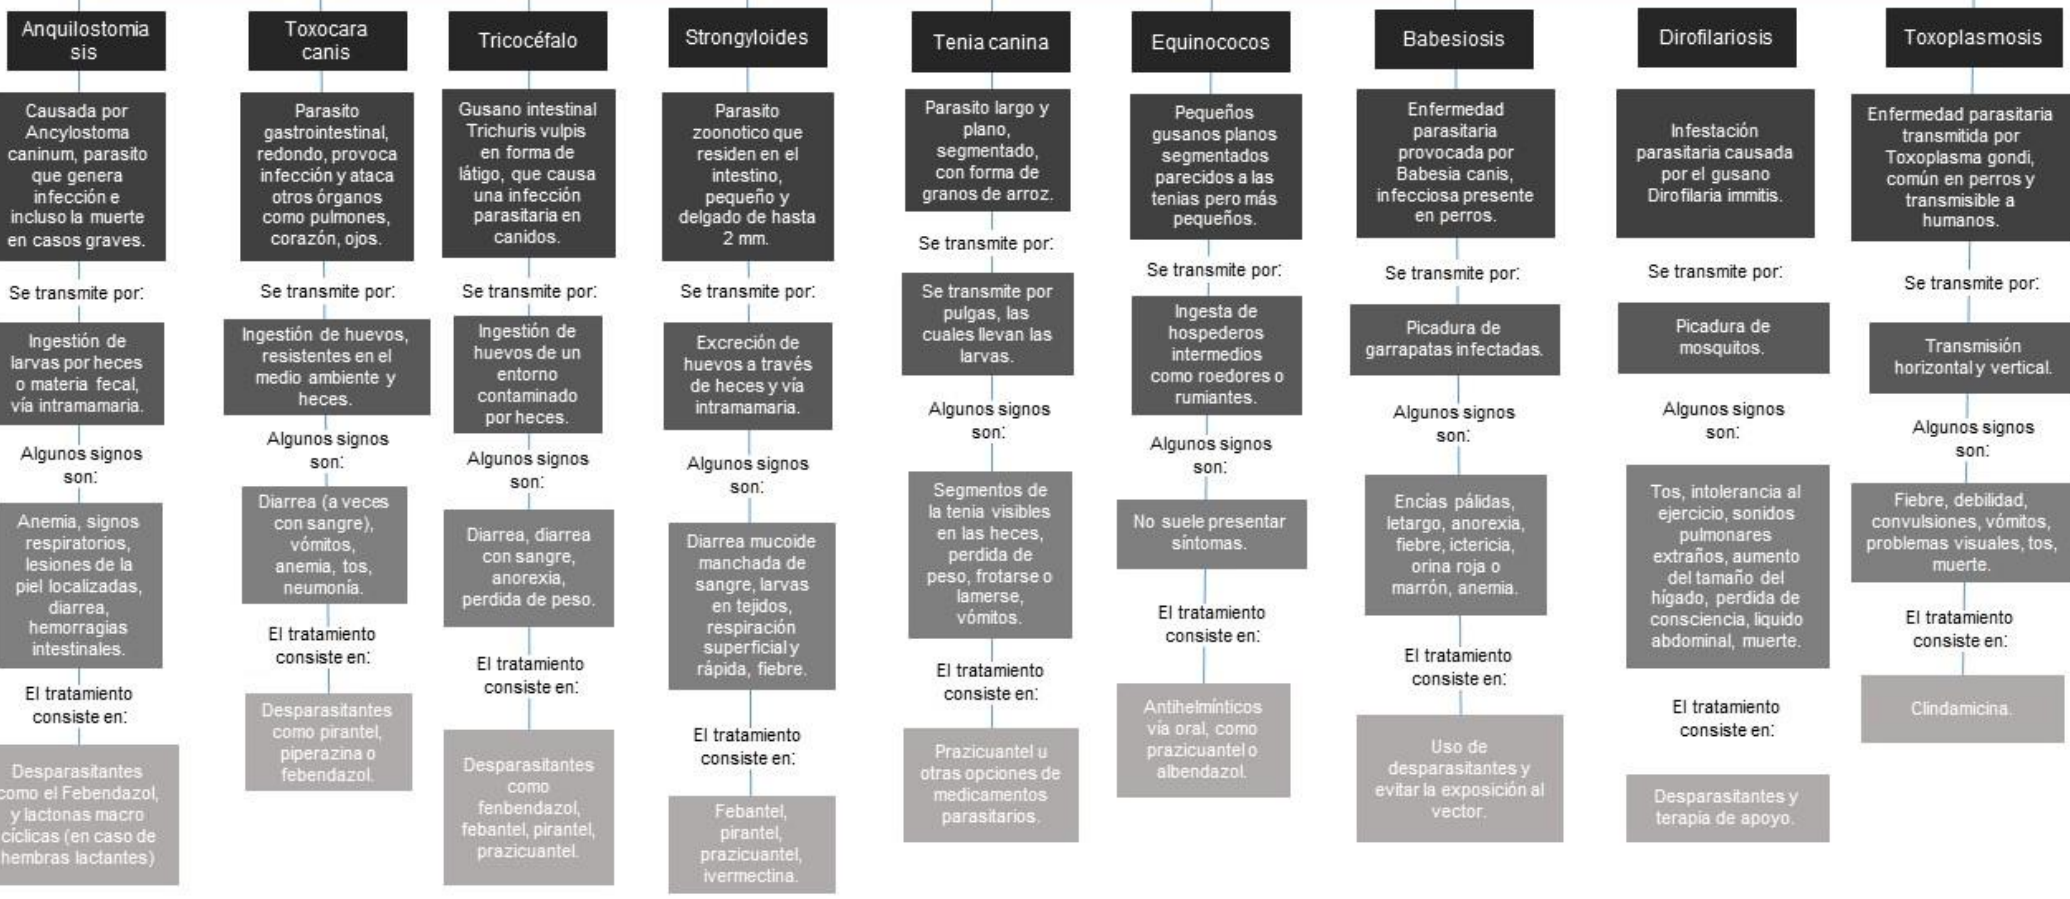 Anquilostomia
sis
Causada por
Ancylostoma
caninum, parasito
que genera
infección e
incluso la muerte
en casos graves.
Se transmite por:
Ingestión de
larvas por heces
o materia fecal,
vía intramamaria.
Algunos signos
son:
Anemia, signos
respiratorios,
lesiones de la
piel localizadas,
diarrea,
hemorragias
intestinales.
El tratamiento
consiste en:
Desparasitantes
como el Febendazol,
y lactonas macro
cíclicas (en caso de
hembras lactantes)
Toxocara
canis
Parasito
gastrointestinal,
redondo, provoca
infección y ataca
otros órganos
como pulmones,
corazón, ojos.
Se transmite por:
Ingestión de huevos,
resistentes en el
medio ambiente y
heces.
Algunos signos
son:
Diarrea (a veces
con sangre),
vómitos,
anemia, tos,
neumonía.
El tratamiento
consiste en:
Desparasitantes
como pirantel,
piperazina o
febendazol.
Tricocéfalo
Gusano intestinal
Trichuris vulpis
en forma de
látigo, que causa
una infección
parasitaria en
canidos.
Se transmite por:
Ingestión de
huevos de un
entorno
contaminado
por heces.
Algunos signos
son:
Diarrea, diarrea
con sangre,
anorexia,
perdida de peso.
El tratamiento
consiste en:
Desparasitantes
como
fenbendazol,
febantel, pirantel,
prazicuantel.
Strongyloides
Parasito
zoonotico que
residen en el
intestino,
pequeño y
delgado de hasta
2 mm.
Se transmite por:
Excreción de
huevos a través
de heces y vía
intramamaria.
Algunos signos
son:
Diarrea mucoide
manchada de
sangre, larvas
en tejidos,
respiración
superficial y
rápida, fiebre.
El tratamiento
consiste en:
Febantel,
pirantel,
prazicuantel,
ivermectina.
Tenia canina
Parasito largo y
plano,
segmentado,
con forma de
granos de arroz.
Se transmite por:
Se transmite por
pulgas, las
cuales llevan las
larvas.
Algunos signos
son:
Segmentos de
la tenia visibles
en las heces,
perdida de
peso, frotarse o
lamerse,
vómitos.
El tratamiento
consiste en:
Prazicuantel u
otras opciones de
medicamentos
parasitarios.
Equinococos
Pequeños
gusanos planos
segmentados
parecidos a las
tenias pero más
pequeños.
Se transmite por:
Ingesta de
hospederos
intermedios
como roedores o
rumiantes.
Algunos signos
son:
No suele presentar
síntomas.
El tratamiento
consiste en:
Antihelmínticos
vía oral, como
prazicuantel o
albendazol.
Babesiosis
Enfermedad
parasitaria
provocada por
Babesia canis,
infecciosa presente
en perros.
Se transmite por:
Picadura de
garrapatas infectadas.
Algunos signos
son:
Encías pálidas,
letargo, anorexia,
fiebre, ictericia,
orina roja o
marrón, anemia.
El tratamiento
consiste en:
Uso de
desparasitantes y
evitar la exposición al
vector.
Dirofilariosis
Infestación
parasitaria causada
por el gusano
Dirofilaria immitis.
Se transmite por:
Picadura de
mosquitos.
Algunos signos
son:
Tos, intolerancia al
ejercicio, sonidos
pulmonares
extraños, aumento
del tamaño del
hígado, perdida de
consciencia, liquido
abdominal, muerte.
El tratamiento
consiste en:
Desparasitantes y
terapia de apoyo.
Toxoplasmosis
Enfermedad parasitaria
transmitida por
Toxoplasma gondi,
común en perros y
transmisible a
humanos.
Se transmite por:
Transmisión
horizontal y vertical.
Algunos signos
son:
Fiebre, debilidad,
convulsiones, vómitos,
problemas visuales, tos,
muerte.
El tratamiento
consiste en:
Clindamicina.